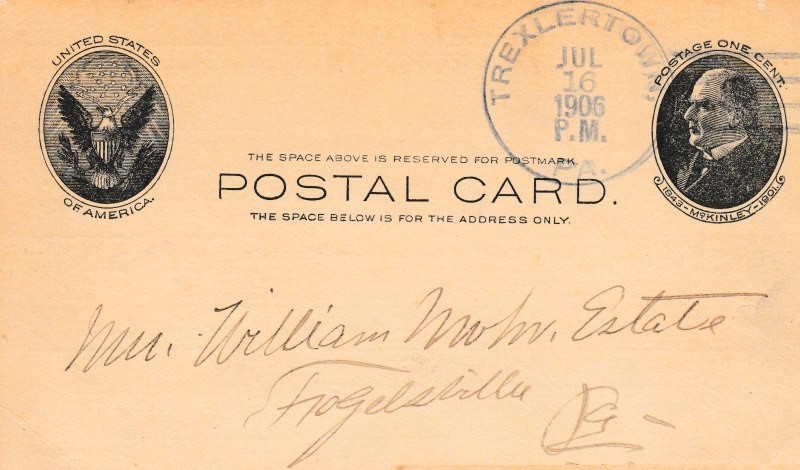 UNITED STATES
OF AMERICA.
TREXLERTOWN,
JUL
16
1906
P.M.
PA.
POSTAGE ONE CENT.
1843-McKINLEY-1901.
THE SPACE ABOVE IS RESERVED FOR POSTMARK.
POSTAL CARD.
THE SPACE BELOW IS FOR THE ADDRESS ONLY.
William Mohr. Estate
Fogelsville
Pa-